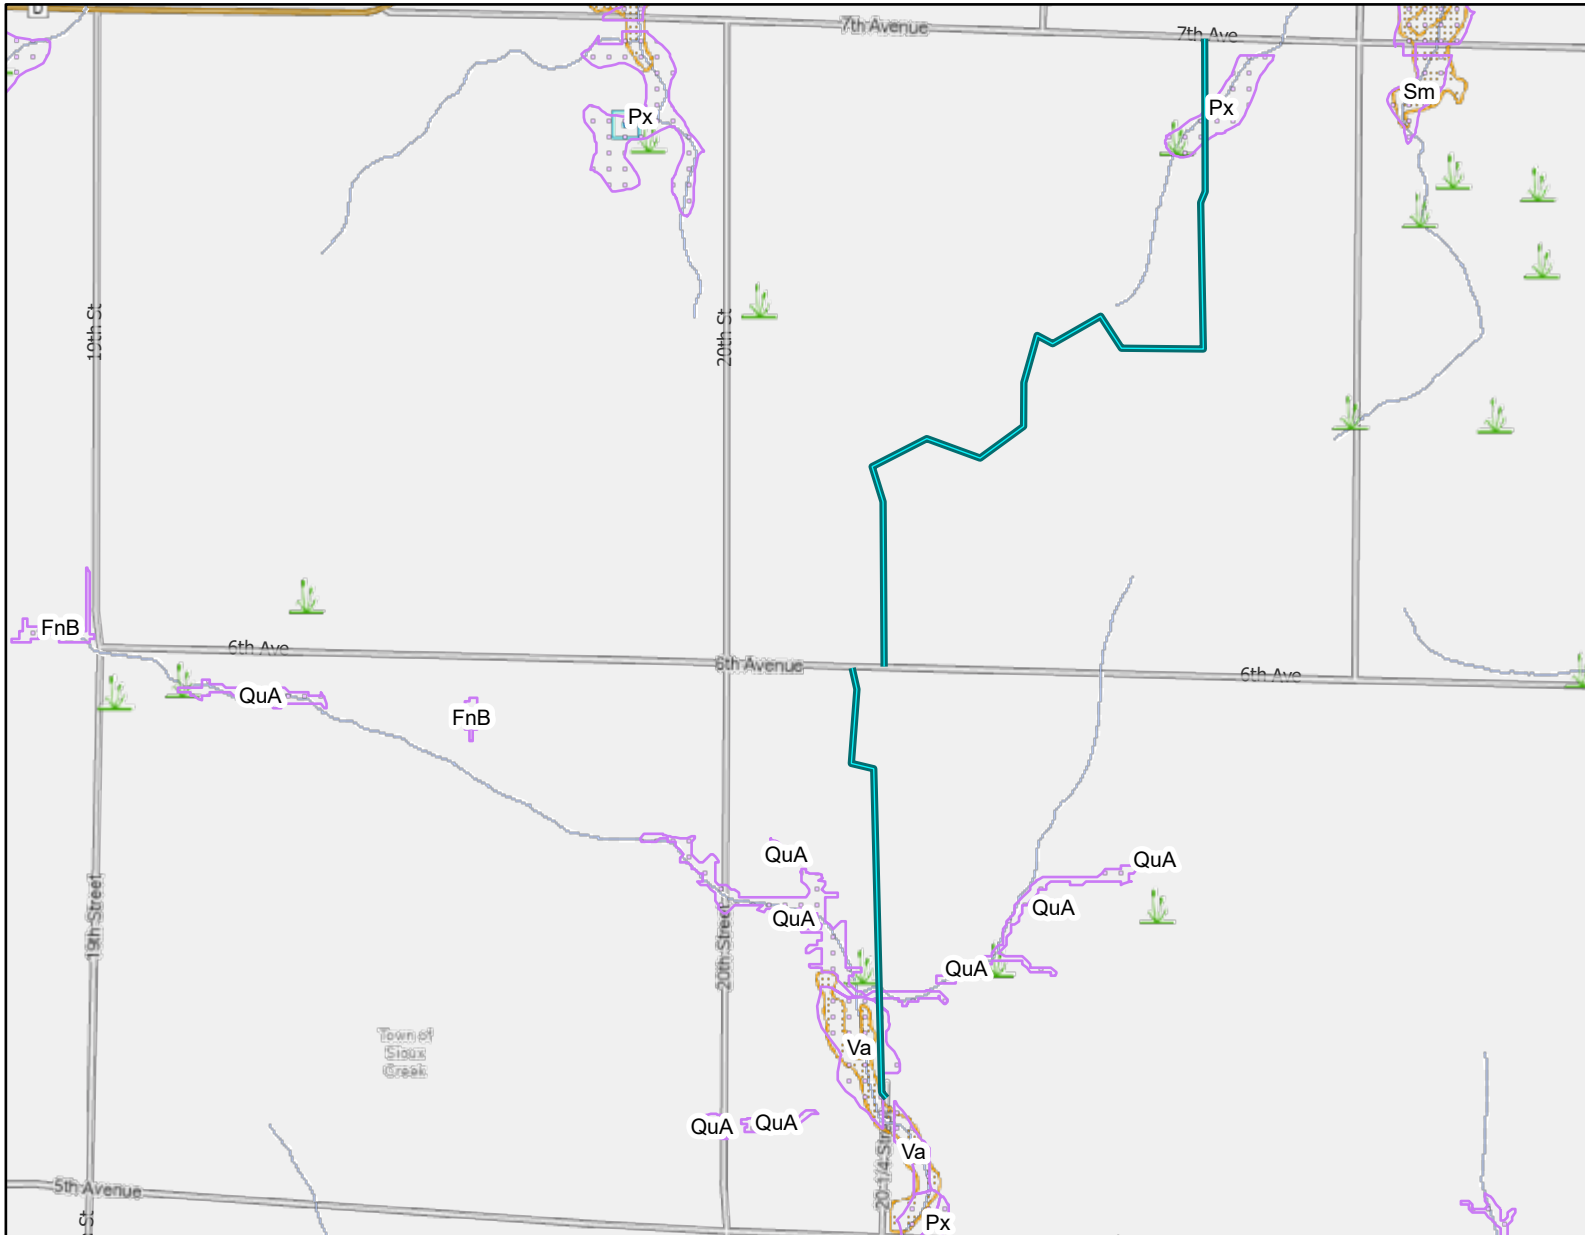 D
7th Avenue
7th Ave
Sm
Px
Px
19th St
20th St
FnB
6th Ave
6th Avenue
6th Ave
QuA
FnB
QuA
QuA
QuA
QuA
QuA
19th Street
20th Street
Town of
Sioux
Creek
Va
QuA
QuA
Va
20 1/4 Street
5th Avenue
St
Px